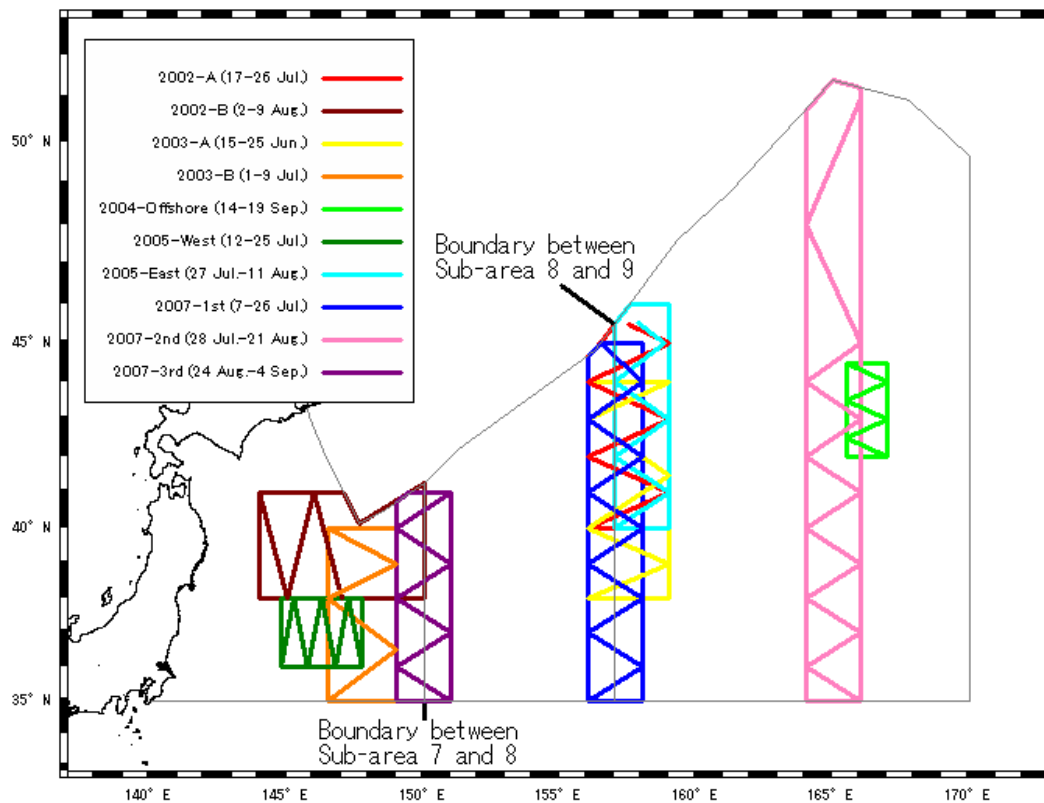 2002-A (17-26 Jul.)
2002-B (2-9 Aug.)
2003-A (15-25 Jun.)
2003-B (1-9 Jul.)
2004-Offshore (14-19 Sep.)
2005-West (12-25 Jul.)
2005-East (27 Jul.-11 Aug.)
2007-1st (7-26 Jul.)
2007-2nd (28 Jul.-21 Aug.)
2007-3rd (24 Aug.-4 Sep.)
50° N
45° N
40° N
35° N
Boundary between
Sub-area 8 and 9
Boundary between
Sub-area 7 and 8
140° E
145° E
150° E
155° E
160° E
165° E
170° E